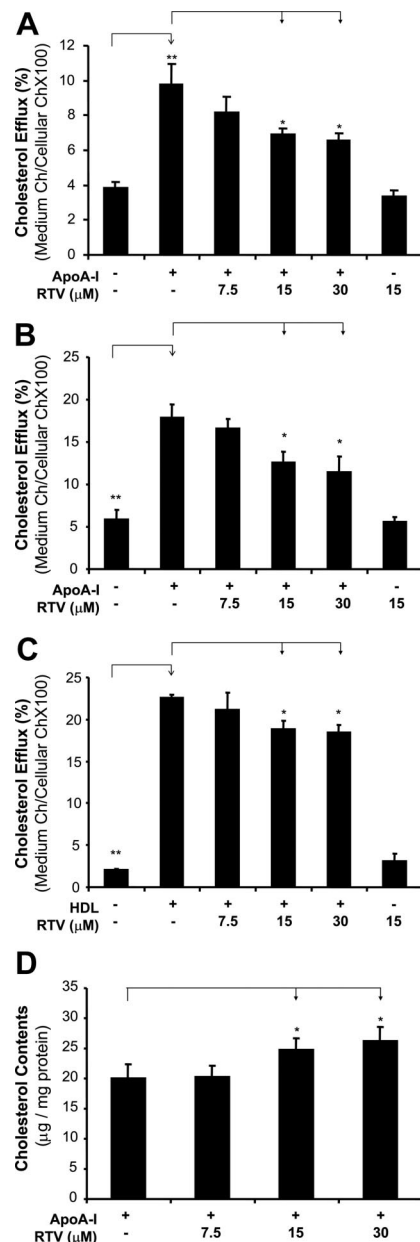 A
Cholesterol Efflux (%)
(Medium Ch/Cellular ChX100)
12
10
8
6
4
2
0
**
*
*
ApoA-I - + + + + -
RTV (μM) - - 7.5 15 30 15
B
Cholesterol Efflux (%)
(Medium Ch/Cellular ChX100)
25
20
15
10
5
0
**
*
*
ApoA-I - + + + + -
RTV (μM) - - 7.5 15 30 15
C
Cholesterol Efflux (%)
(Medium Ch/Cellular ChX100)
25
20
15
10
5
0
**
*
*
HDL - + + + + -
RTV (μM) - - 7.5 15 30 15
D
Cholesterol Contents
(μg / mg protein)
35
30
25
20
15
10
5
0
*
*
ApoA-I + + + +
RTV (μM) - 7.5 15 30